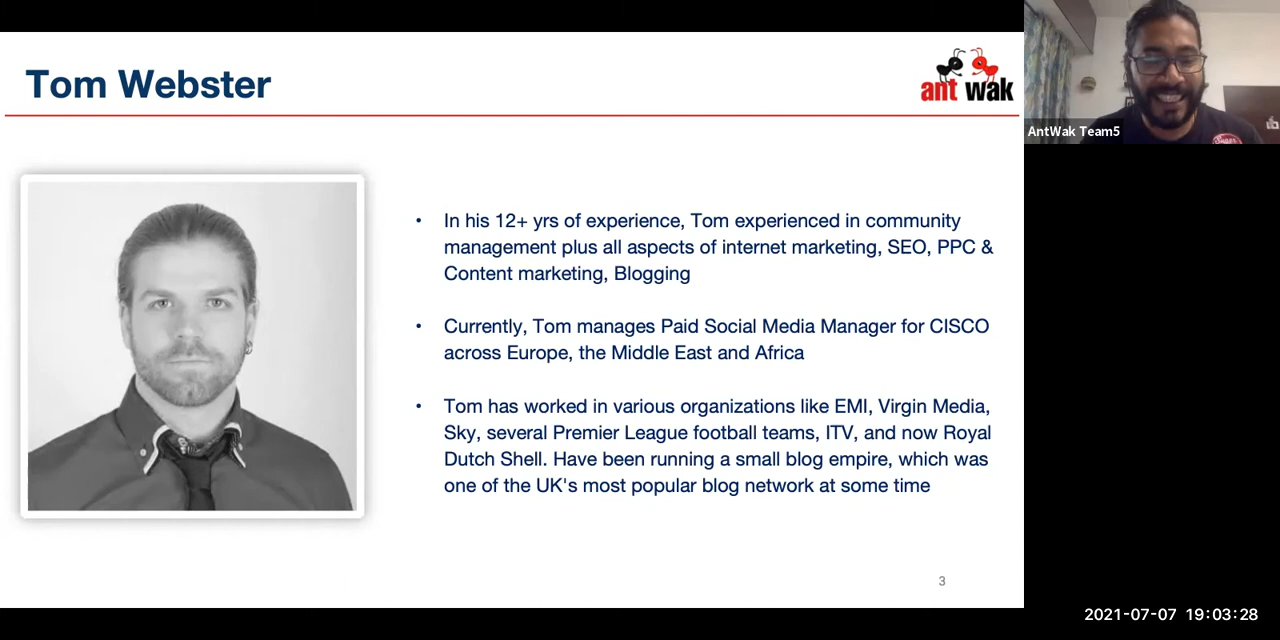 Tom Webster
ant wak
AntWak Team5
• In his 12+ yrs of experience, Tom experienced in community
management plus all aspects of internet marketing, SEO, PPC &
Content marketing, Blogging
• Currently, Tom manages Paid Social Media Manager for CISCO
across Europe, the Middle East and Africa
• Tom has worked in various organizations like EMI, Virgin Media,
Sky, several Premier League football teams, ITV, and now Royal
Dutch Shell. Have been running a small blog empire, which was
one of the UK's most popular blog network at some time
3
2021-07-07 19:03:28